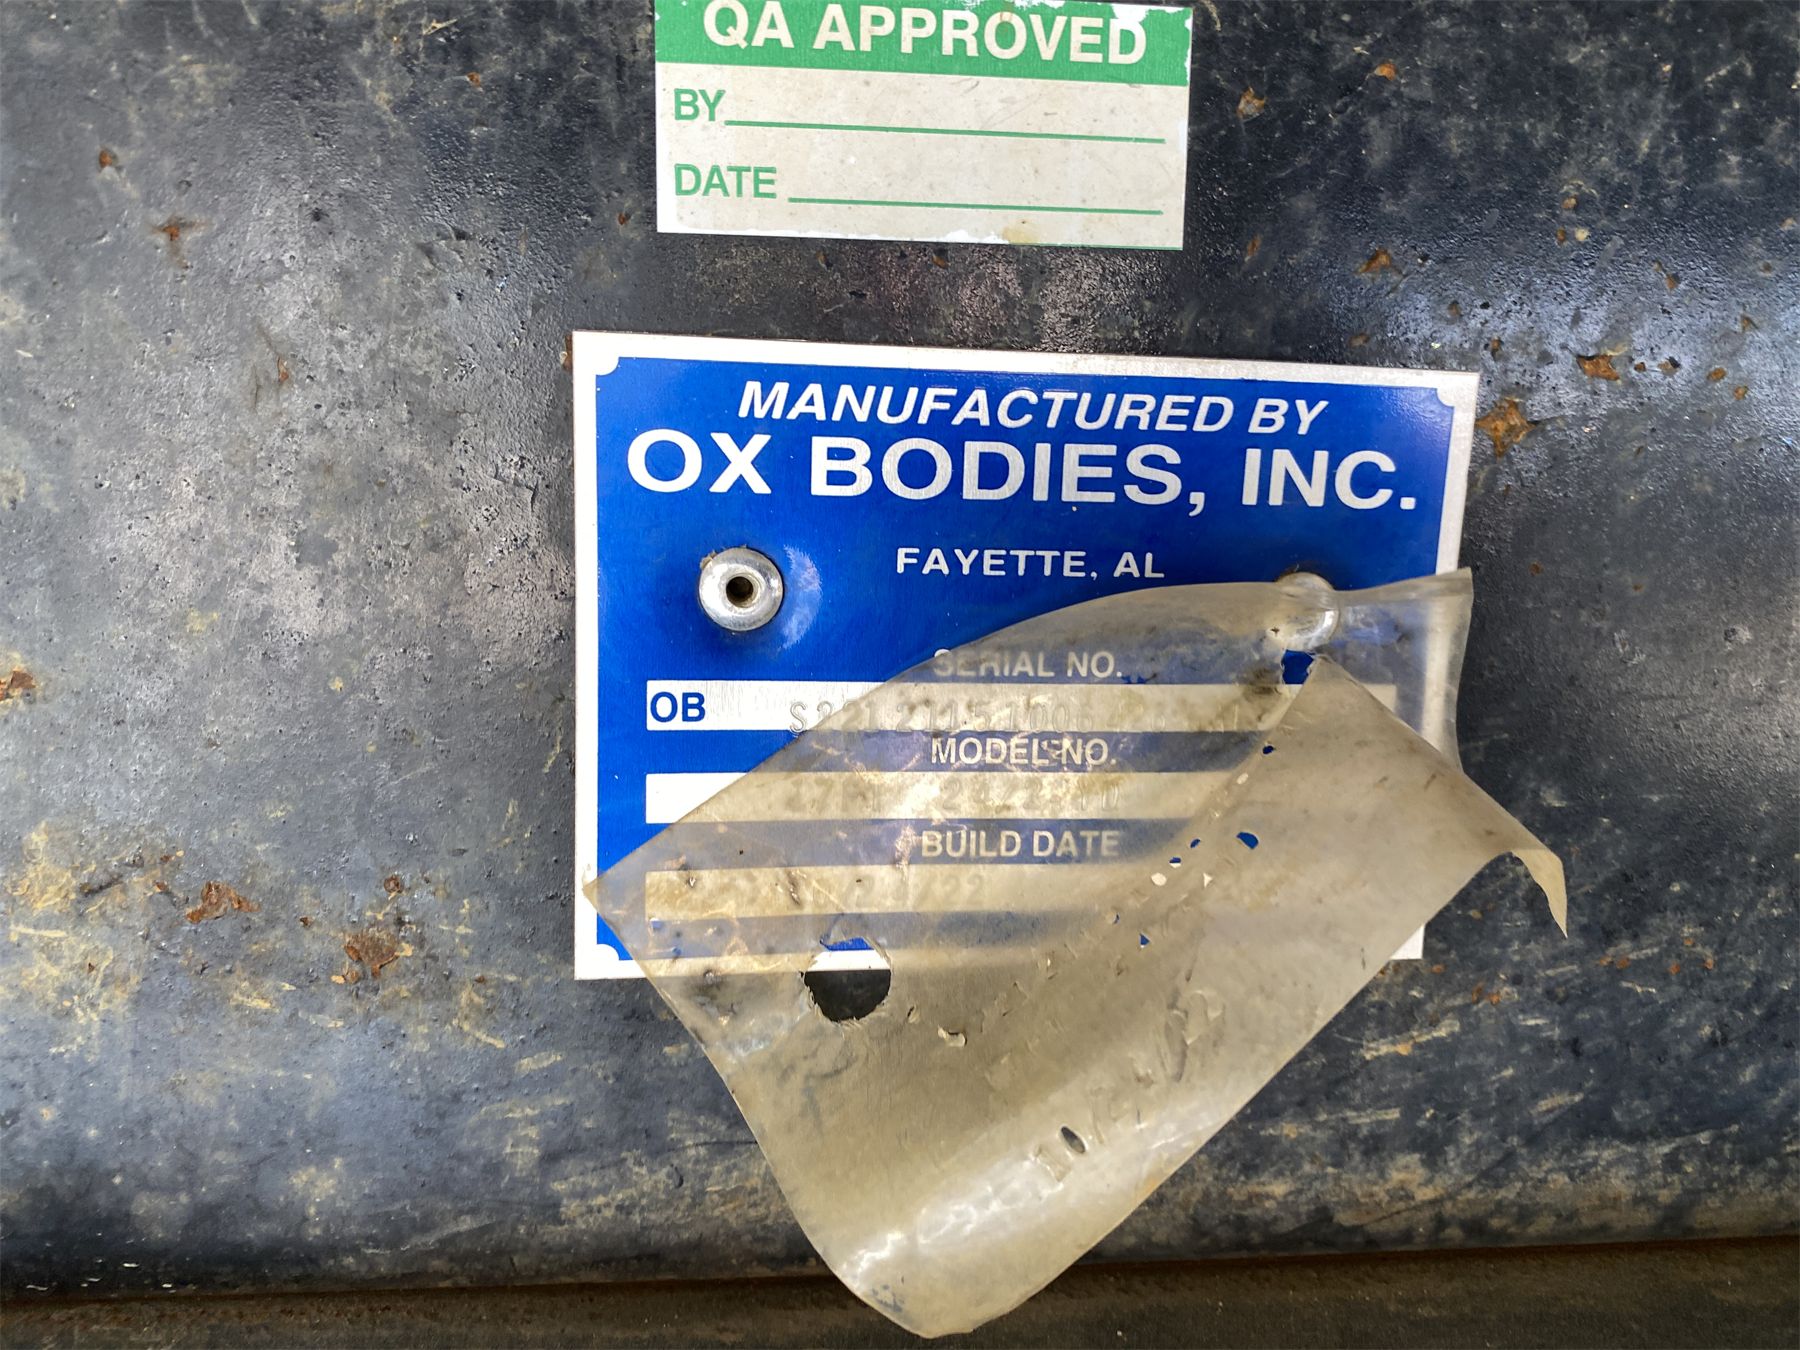 QA APPROVED
BY
DATE
MANUFACTURED BY
OX BODIES, INC.
FAYETTE, AL
SERIAL NO.
OB
MODEL NO.
BUILD DATE